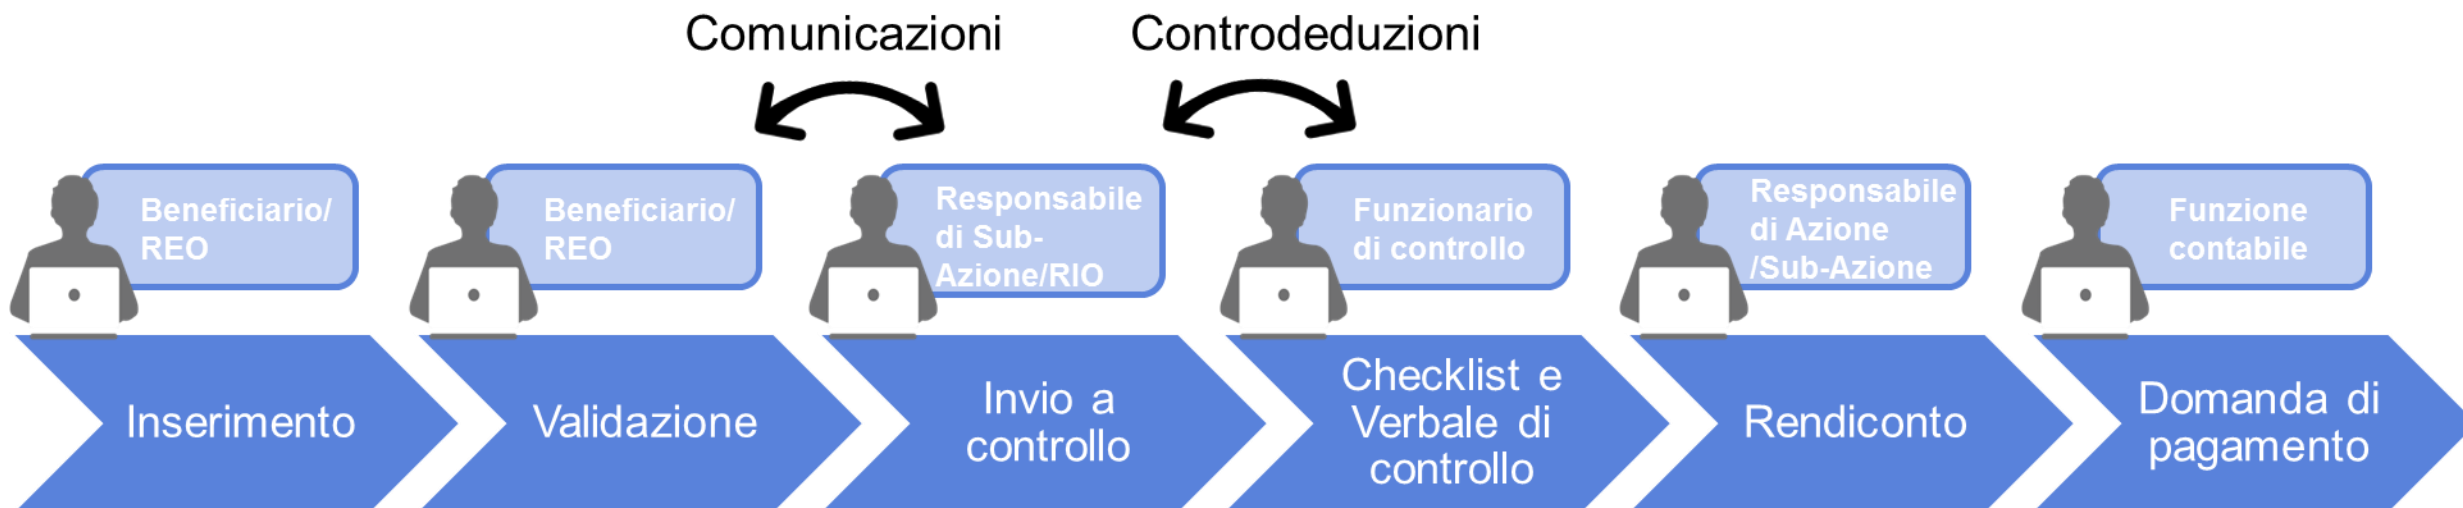 Comunicazioni
Controdeduzioni
Beneficiario/
REO
Beneficiario/
REO
Responsabile
di Sub-
Azione/RIO
Funzionario
di controllo
Responsabile
di Azione
/Sub-Azione
Funzione
contabile
Inserimento
Validazione
Invio a
controllo
Checklist e
Verbale di
controllo
Rendiconto
Domanda di
pagamento